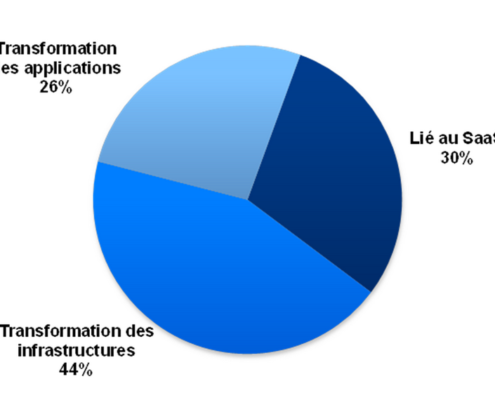 Transformation
es applications
26%
Lié au SaaS
30%
Transformation des
infrastructures
44%